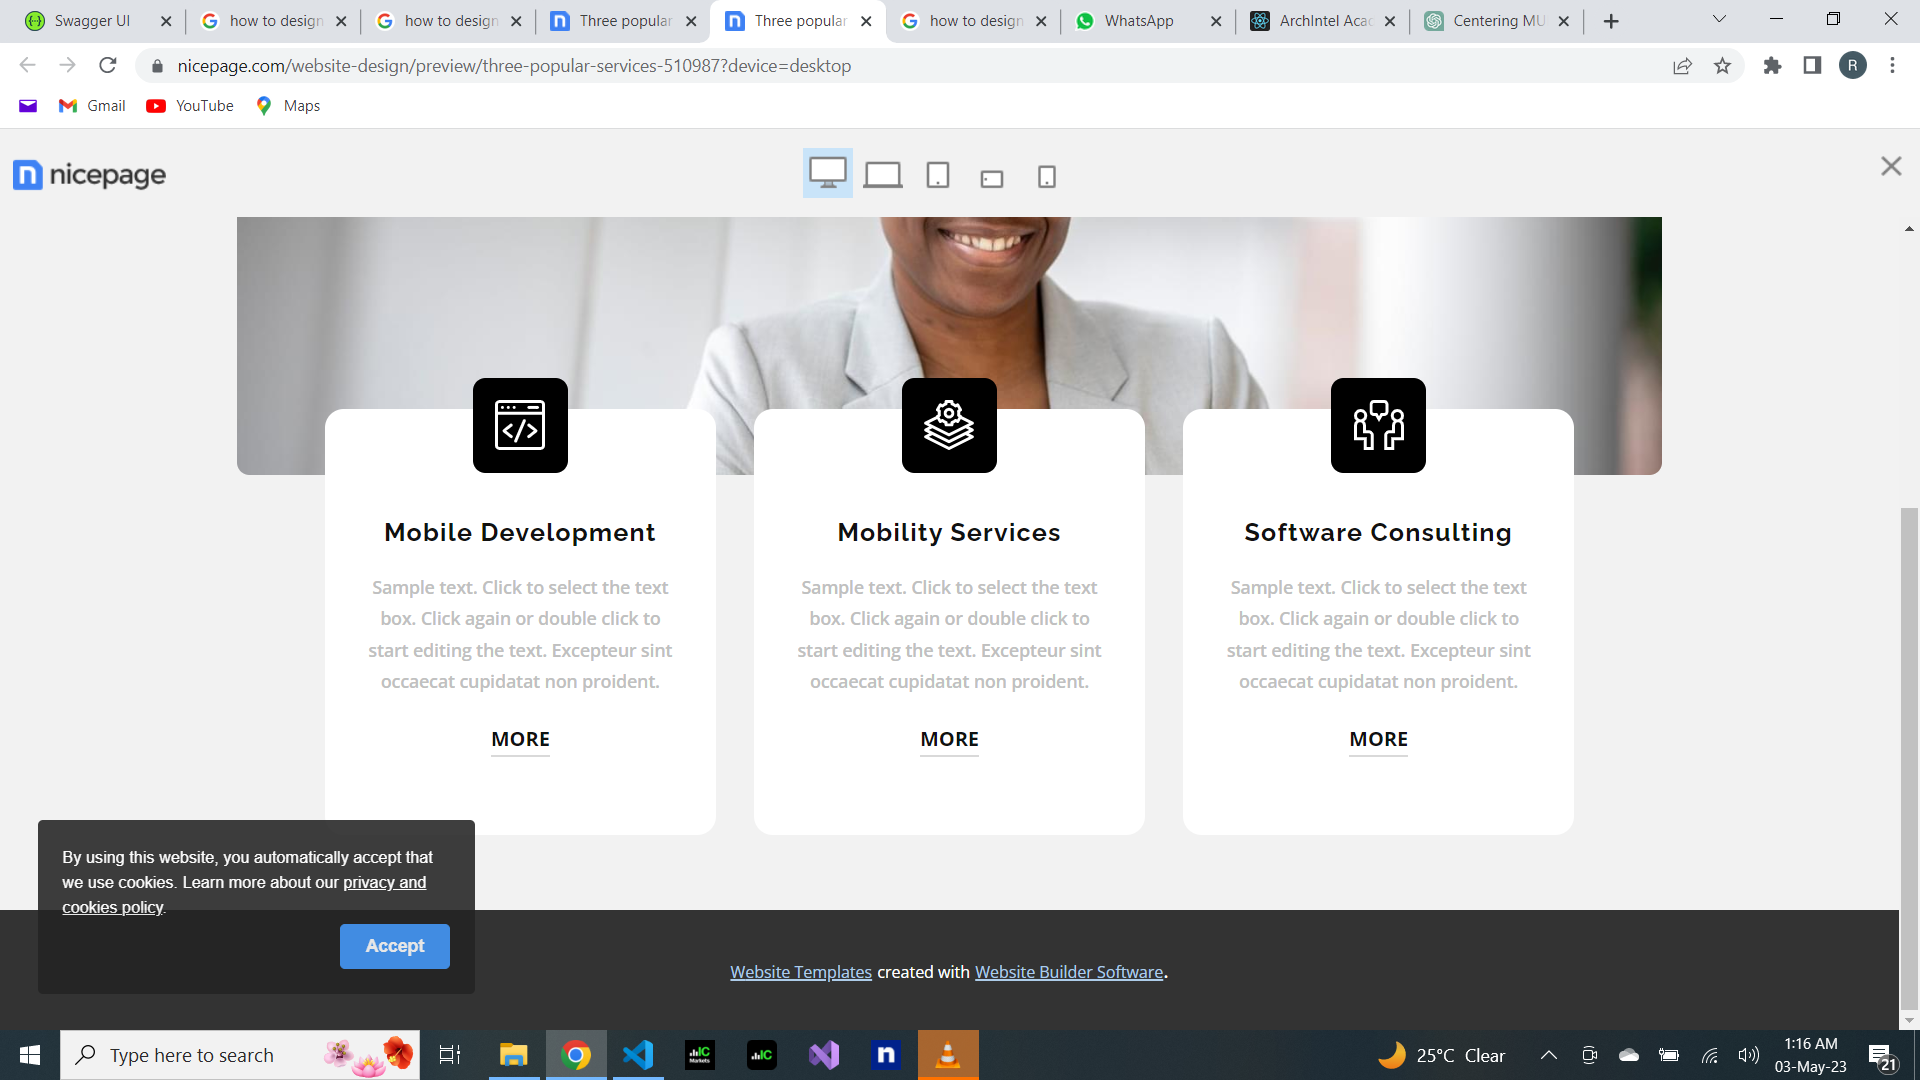 Swagger UI
how to design
how to design
Three popular
Three popular
how to design
WhatsApp
ArchIntel Aca
Centering MU
nicepage.com/website-design/preview/three-popular-services-510987?device=desktop
R
Gmail
YouTube
Maps
nicepage
Mobile Development
Sample text. Click to select the text
box. Click again or double click to
start editing the text. Excepteur sint
occaecat cupidatat non proident.
MORE
Mobility Services
Sample text. Click to select the text
box. Click again or double click to
start editing the text. Excepteur sint
occaecat cupidatat non proident.
MORE
Software Consulting
Sample text. Click to select the text
box. Click again or double click to
start editing the text. Excepteur sint
occaecat cupidatat non proident.
MORE
By using this website, you automatically accept that
we use cookies. Learn more about our privacy and
cookies policy.
Accept
Website Templates created with Website Builder Software.
Type here to search
IC
Markets
IC
n
25°C Clear
1:16 AM
03-May-23
21